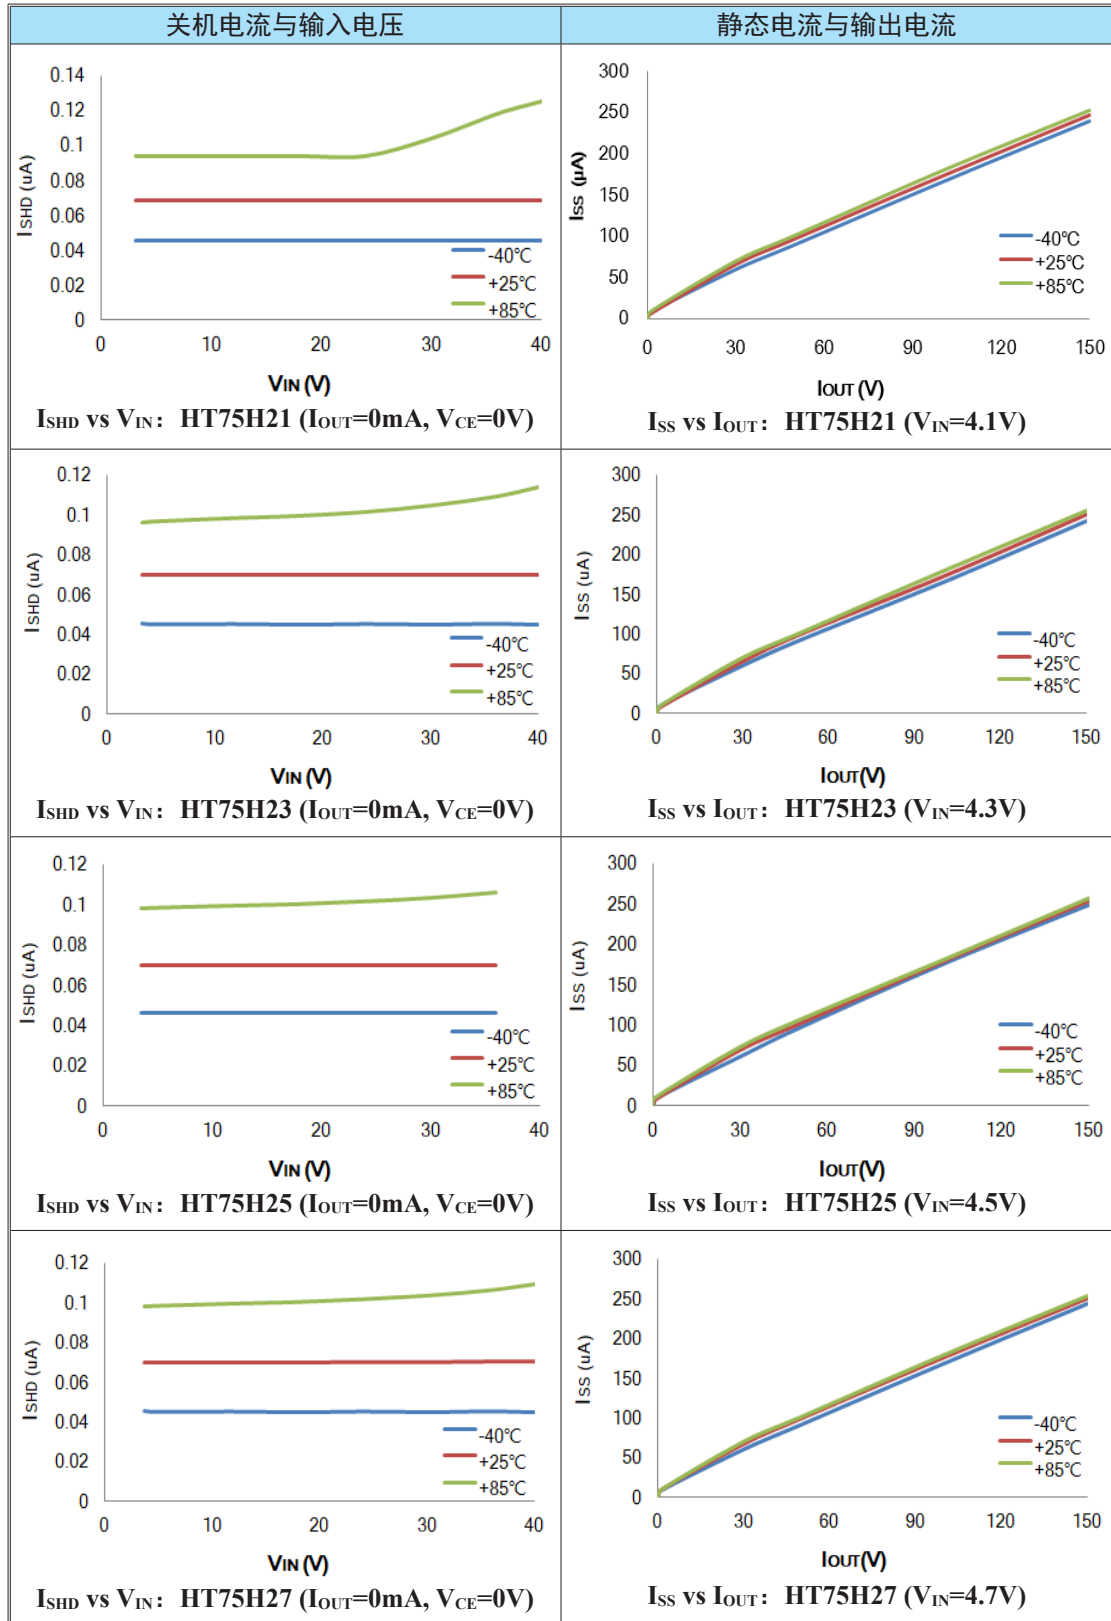 关机电流与输入电压
静态电流与输出电流
0.14
0.12
0.1
0.08
0.06
0.04
0.02
0
ISHD (uA)
-40℃
+25℃
+85℃
0 10 20 30 40
VIN (V)
ISHD vs VIN：HT75H21 (IOUT=0mA, VCE=0V)
300
250
200
150
100
50
0
ISS (µA)
-40℃
+25℃
+85℃
0 30 60 90 120 150
IOUT (V)
ISS vs IOUT：HT75H21 (VIN=4.1V)
0.12
0.1
0.08
0.06
0.04
0.02
0
ISHD (uA)
-40℃
+25℃
+85℃
0 10 20 30 40
VIN (V)
ISHD vs VIN：HT75H23 (IOUT=0mA, VCE=0V)
300
250
200
150
100
50
0
ISS (uA)
-40℃
+25℃
+85℃
0 30 60 90 120 150
IOUT(V)
ISS vs IOUT：HT75H23 (VIN=4.3V)
0.12
0.1
0.08
0.06
0.04
0.02
0
ISHD (uA)
-40℃
+25℃
+85℃
0 10 20 30 40
VIN (V)
ISHD vs VIN：HT75H25 (IOUT=0mA, VCE=0V)
300
250
200
150
100
50
0
ISS (uA)
-40℃
+25℃
+85℃
0 30 60 90 120 150
IOUT(V)
ISS vs IOUT：HT75H25 (VIN=4.5V)
0.12
0.1
0.08
0.06
0.04
0.02
0
ISHD (uA)
-40℃
+25℃
+85℃
0 10 20 30 40
VIN (V)
ISHD vs VIN：HT75H27 (IOUT=0mA, VCE=0V)
300
250
200
150
100
50
0
ISS (uA)
-40℃
+25℃
+85℃
0 30 60 90 120 150
IOUT(V)
ISS vs IOUT：HT75H27 (VIN=4.7V)